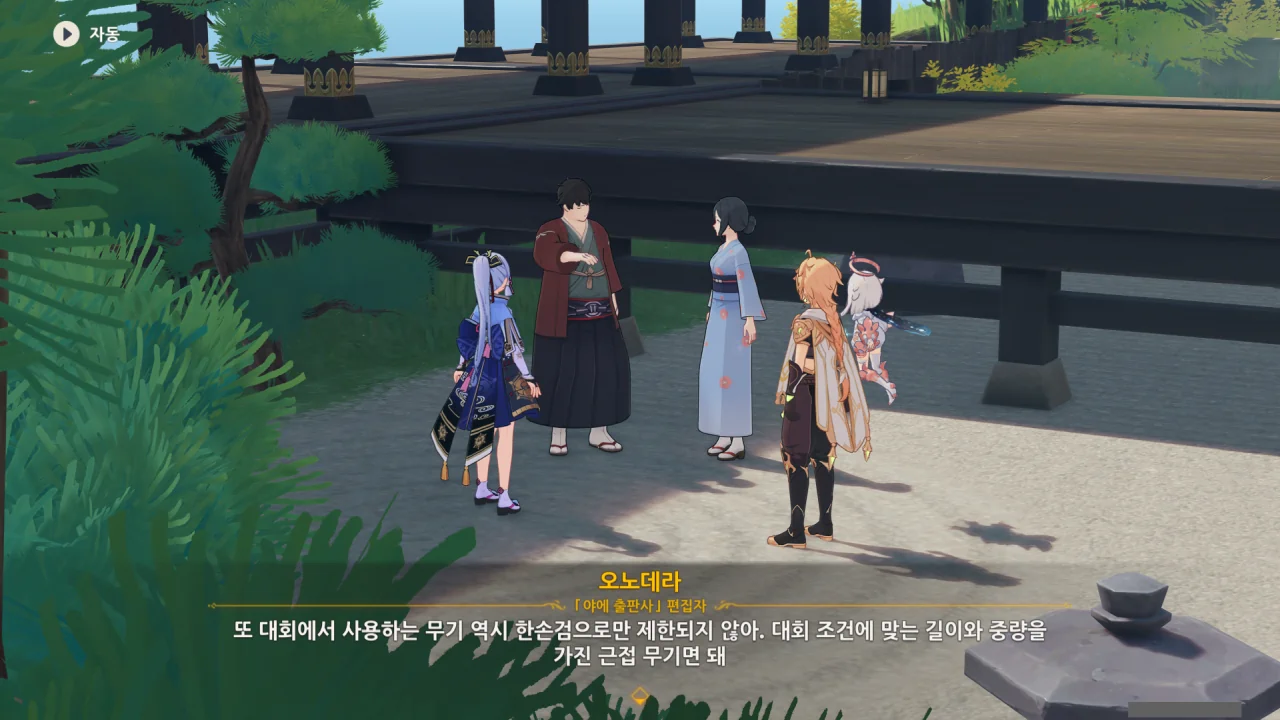 자동
오노데라
「야에 출판사」 편집자
또 대회에서 사용하는 무기 역시 한손검으로만 제한되지 않아. 대회 조건에 맞는 길이와 중량을
가진 근접 무기면 돼